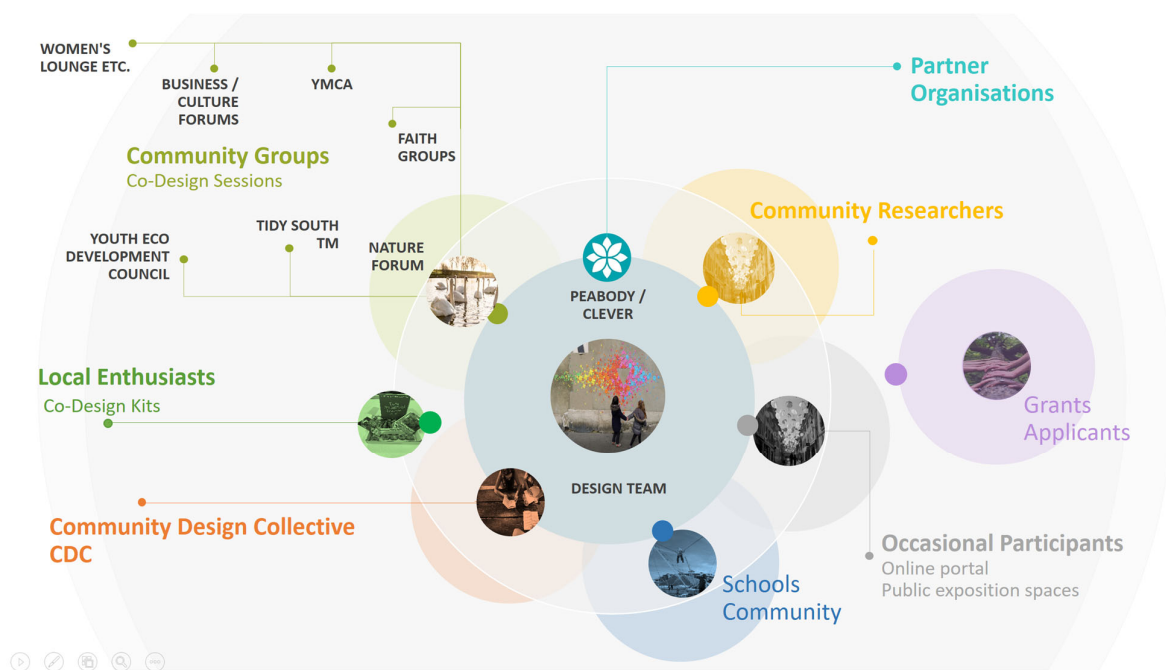 WOMEN'S
LOUNGE ETC.
BUSINESS /
CULTURE
FORUMS
YMCA
FAITH
GROUPS
Partner
Organisations
Community Groups
Co-Design Sessions
Community Researchers
YOUTH ECO
DEVELOPMENT
COUNCIL
TIDY SOUTH
TM
NATURE
FORUM
PEABODY /
CLEVER
Local Enthusiasts
Co-Design Kits
Grants
Applicants
DESIGN TEAM
Community Design Collective
CDC
Occasional Participants
Online portal
Public exposition spaces
Schools
Community